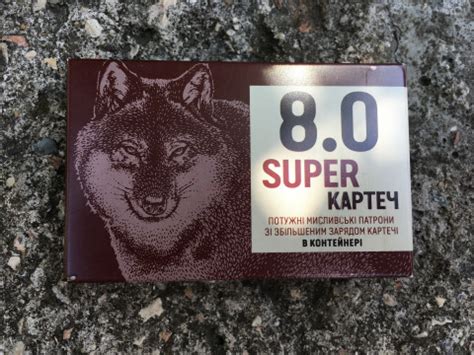 8.0
SUPER
КАРТЕЧ
ПОТУЖНІ МИСЛИВСЬКІ ПАТРОНИ
ЗІ ЗБІЛЬШЕНИМ ЗАРЯДОМ КАРТЕЧІ
В КОНТЕЙНЕРІ